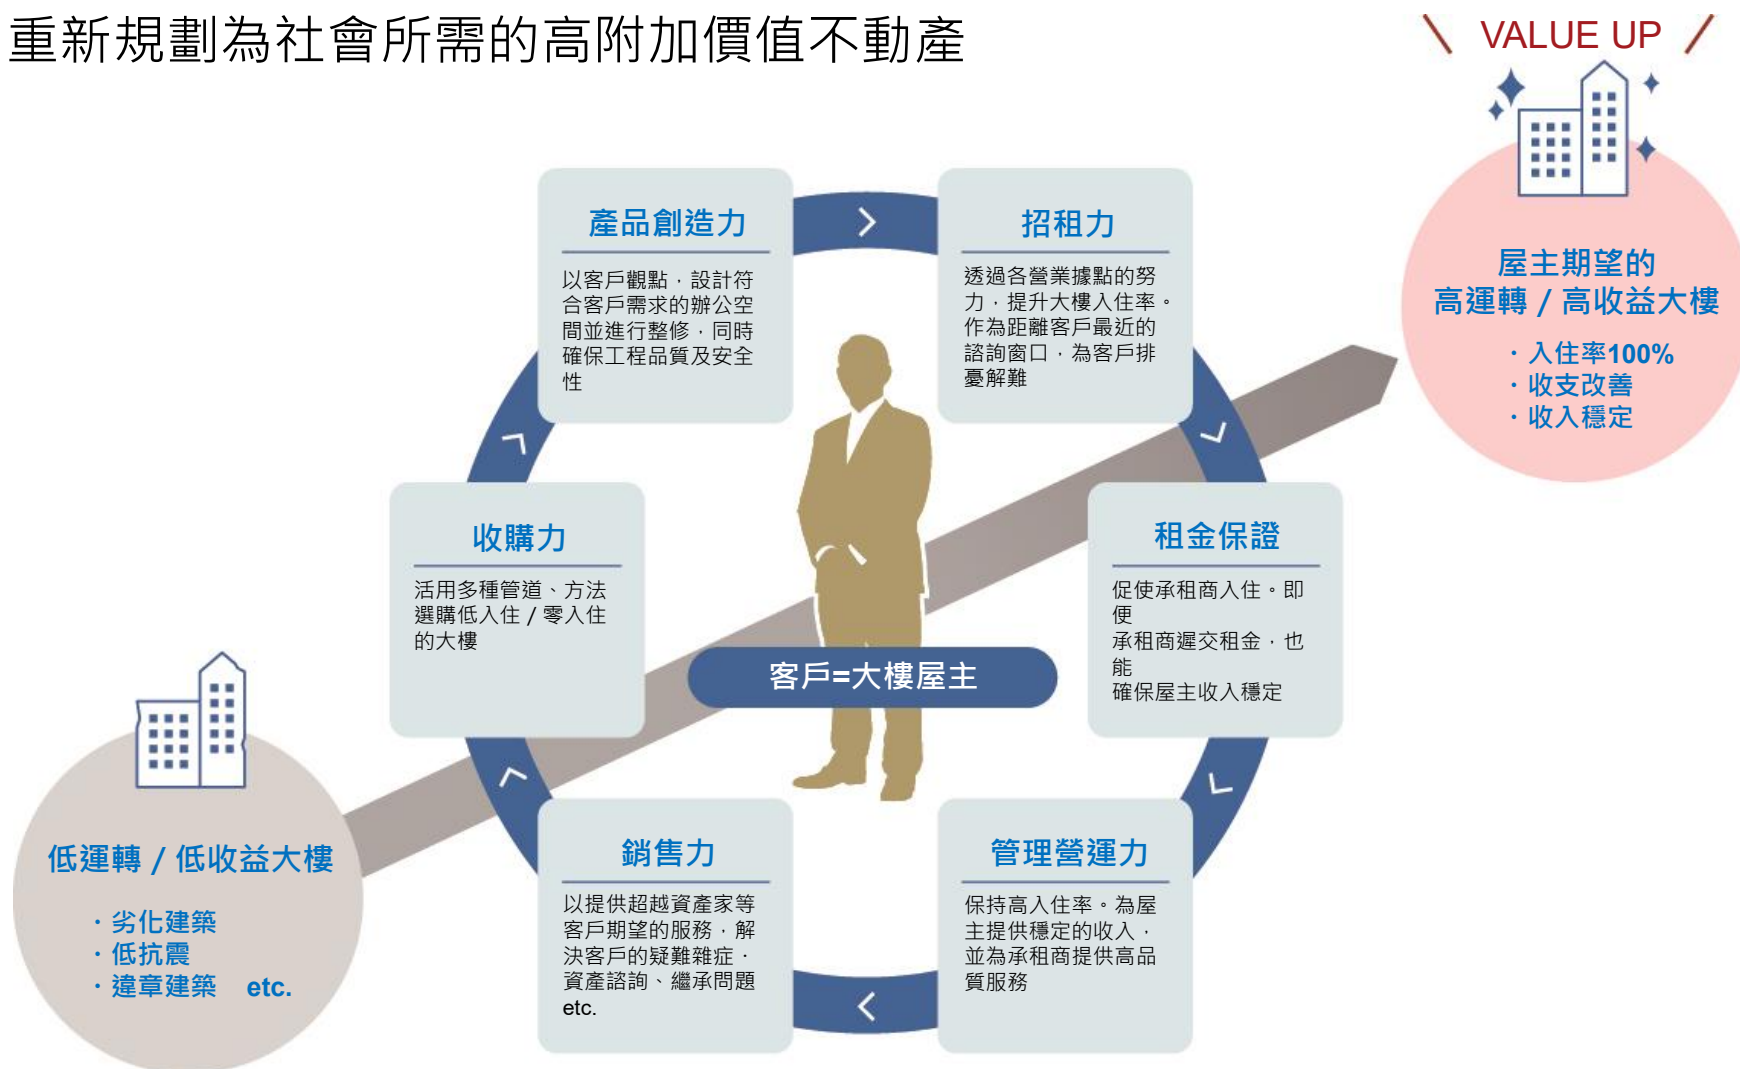 重新規劃為社會所需的高附加價值不動產
VALUE UP
產品創造力
以客戶觀點，設計符
合客戶需求的辦公空
間並進行整修，同時
確保工程品質及安全
性
招租力
透過各營業據點的努
力，提升大樓入住率。
作為距離客戶最近的
諮詢窗口，為客戶排
憂解難
屋主期望的
高運轉 / 高收益大樓
・入住率100%
・收支改善
・收入穩定
收購力
活用多種管道、方法
選購低入住 / 零入住
的大樓
租金保證
促使承租商入住。即
便
承租商遲交租金，也
能
確保屋主收入穩定
客戶=大樓屋主
低運轉 / 低收益大樓
・劣化建築
・低抗震
・違章建築 etc.
銷售力
以提供超越資產家等
客戶期望的服務，解
決客戶的疑難雜症．
資產諮詢、繼承問題
etc.
管理營運力
保持高入住率。為屋
主提供穩定的收入，
並為承租商提供高品
質服務